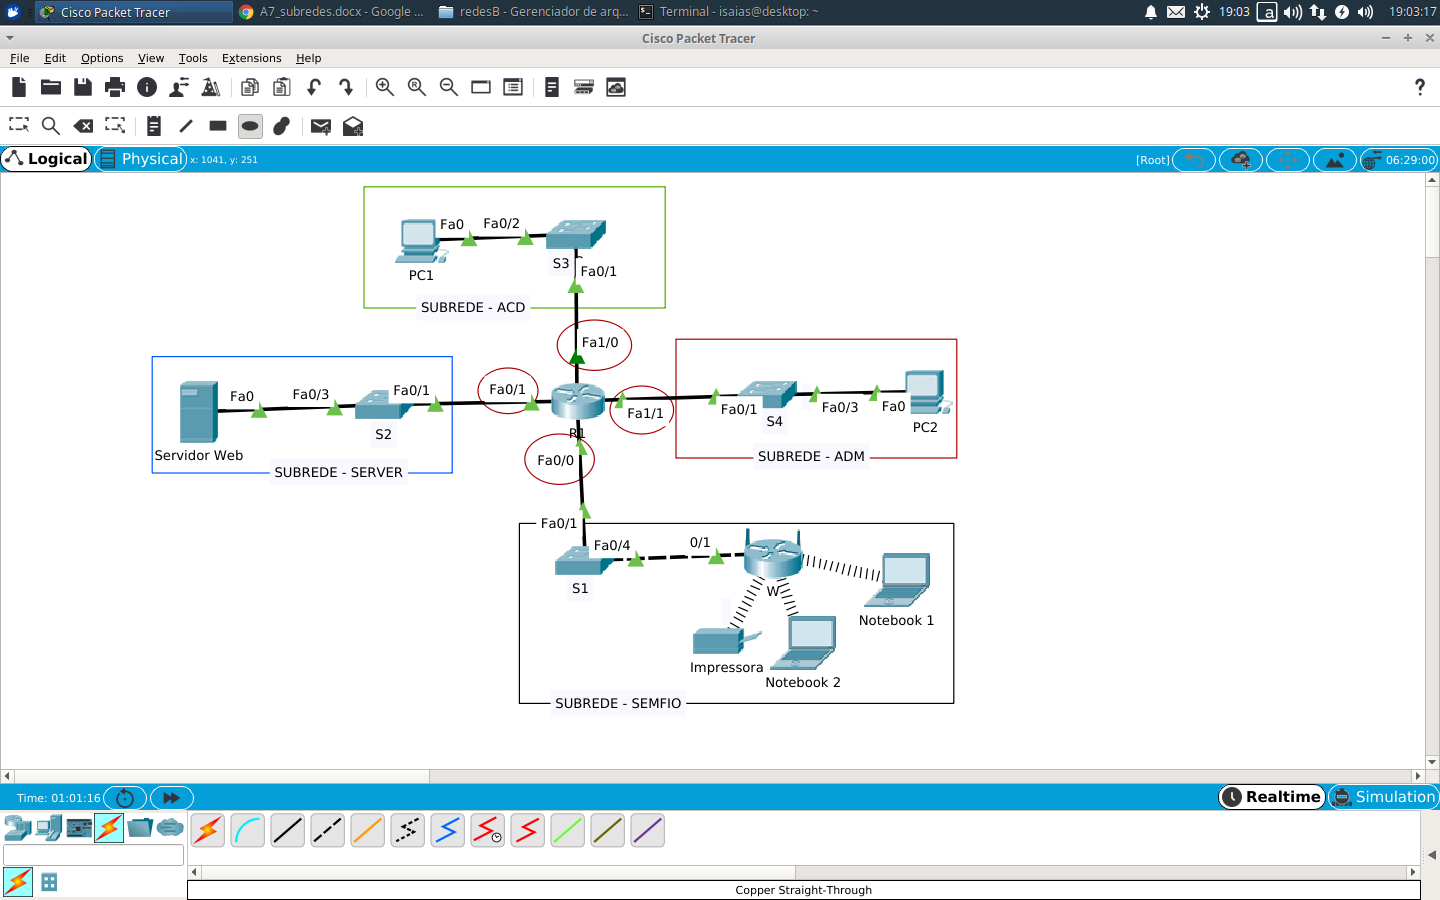 Cisco Packet Tracer
A7_subredes.docx - Google ...
redesB - Gerenciador de arq...
Terminal - isaias@desktop: ~
19:03
a
19:03:17
Cisco Packet Tracer
File Edit Options View Tools Extensions Help
Logical
Physical
x: 1041, y: 251
[Root]
06:29:00
Fa0
Fa0/2
S3
PC1
Fa0/1
SUBREDE - ACD
Fa1/0
Fa0
Fa0/3
Fa0/1
Fa0/1
S2
Servidor Web
SUBREDE - SERVER
R1
Fa1/1
Fa0/1
S4
Fa0/3
Fa0
PC2
SUBREDE - ADM
Fa0/0
Fa0/1
Fa0/4
0/1
S1
W
Notebook 1
Impressora
Notebook 2
SUBREDE - SEMFIO
Time: 01:01:16
Realtime
Simulation
Copper Straight-Through